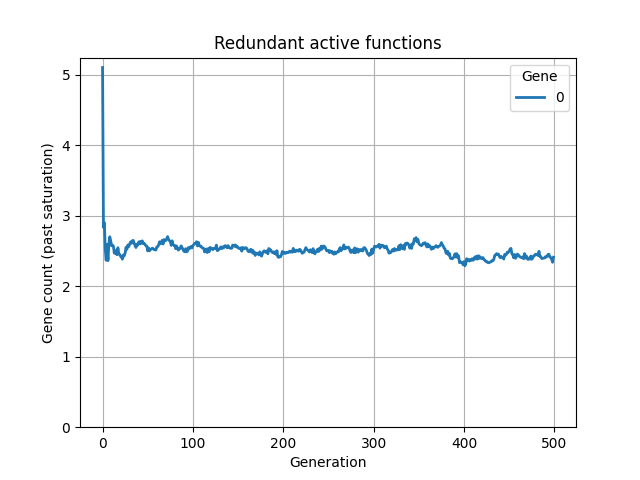 Redundant active functions
Gene
0
5
4
3
2
1
0
Gene count (past saturation)
0 100 200 300 400 500
Generation